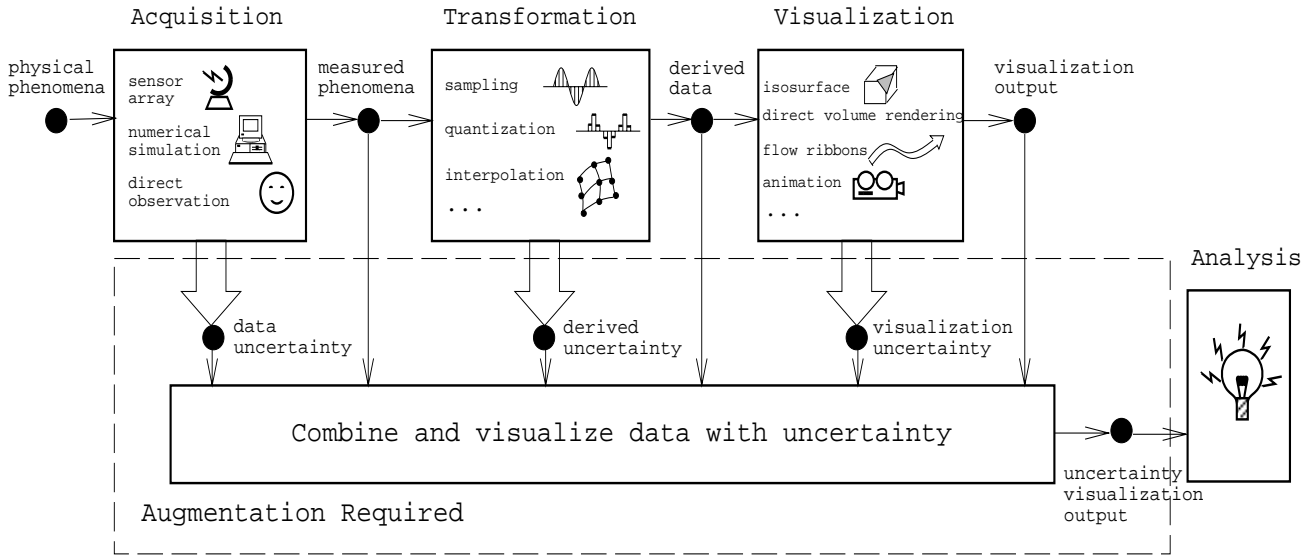 Acquisition
Transformation
Visualization
physical
phenomena
sensor
array
numerical
simulation
direct
observation
measured
phenomena
sampling
quantization
interpolation
...
derived
data
isosurface
direct volume rendering
flow ribbons
animation
...
visualization
output
Analysis
data
uncertainty
derived
uncertainty
visualization
uncertainty
Combine and visualize data with uncertainty
uncertainty
visualization
output
Augmentation Required